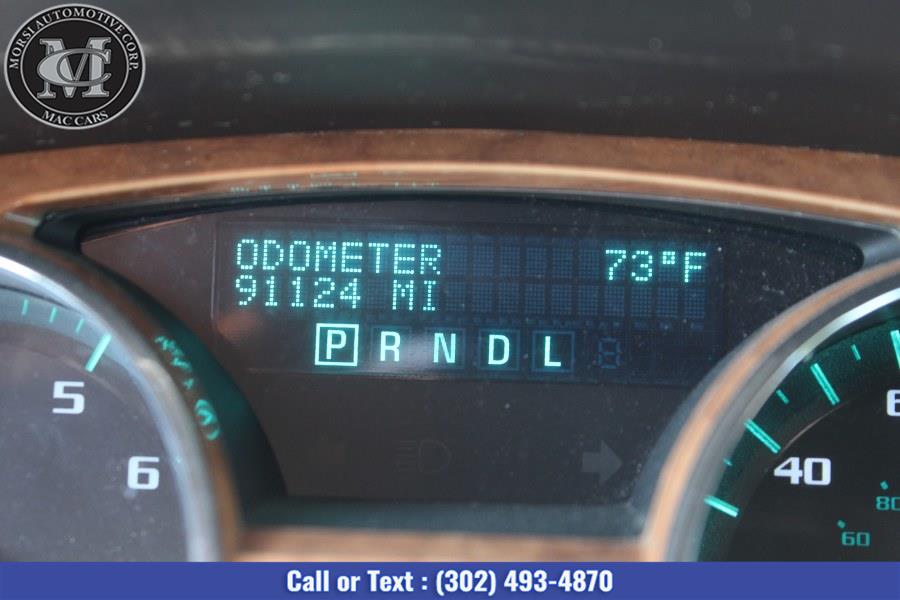 MORSI AUTOMOTIVE CORP.
MC
MAC CARS
ODOMETER 73°F
91124 MI
P R N D L
5
6
40
80
60
Call or Text : (302) 493-4870